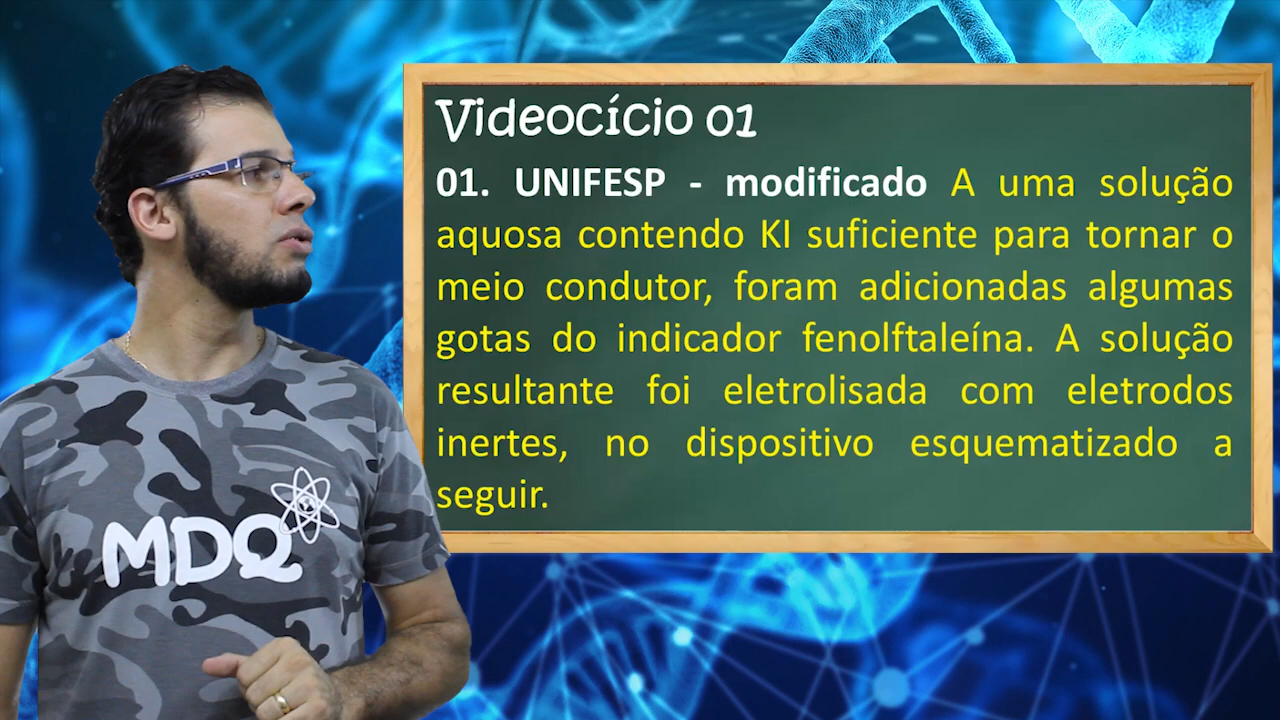 Videocício 01
01. UNIFESP - modificado A uma solução
aquosa contendo KI suficiente para tornar o
meio condutor, foram adicionadas algumas
gotas do indicador fenolftaleína. A solução
resultante foi eletrolisada com eletrodos
inertes, no dispositivo esquematizado a
seguir.
MDQ